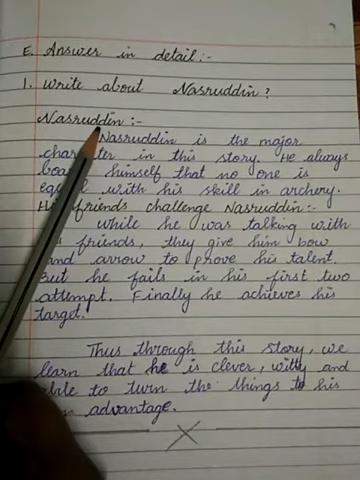 E. Answer in detail:-
1. Write about Nasruddin?
Nasruddin:-
Nasruddin is the major
in this story. He always
himself that no one is
with his skill in archery.
friends challenge Nasruddin:-
While he was talking with
friends, they give him bow
and arrow to prove his talent.
But he fails in his first two
attempt. Finally he achieves his
target.
Thus through this story, we
learn that he is clever, witty and
able to turn the things to his
advantage.